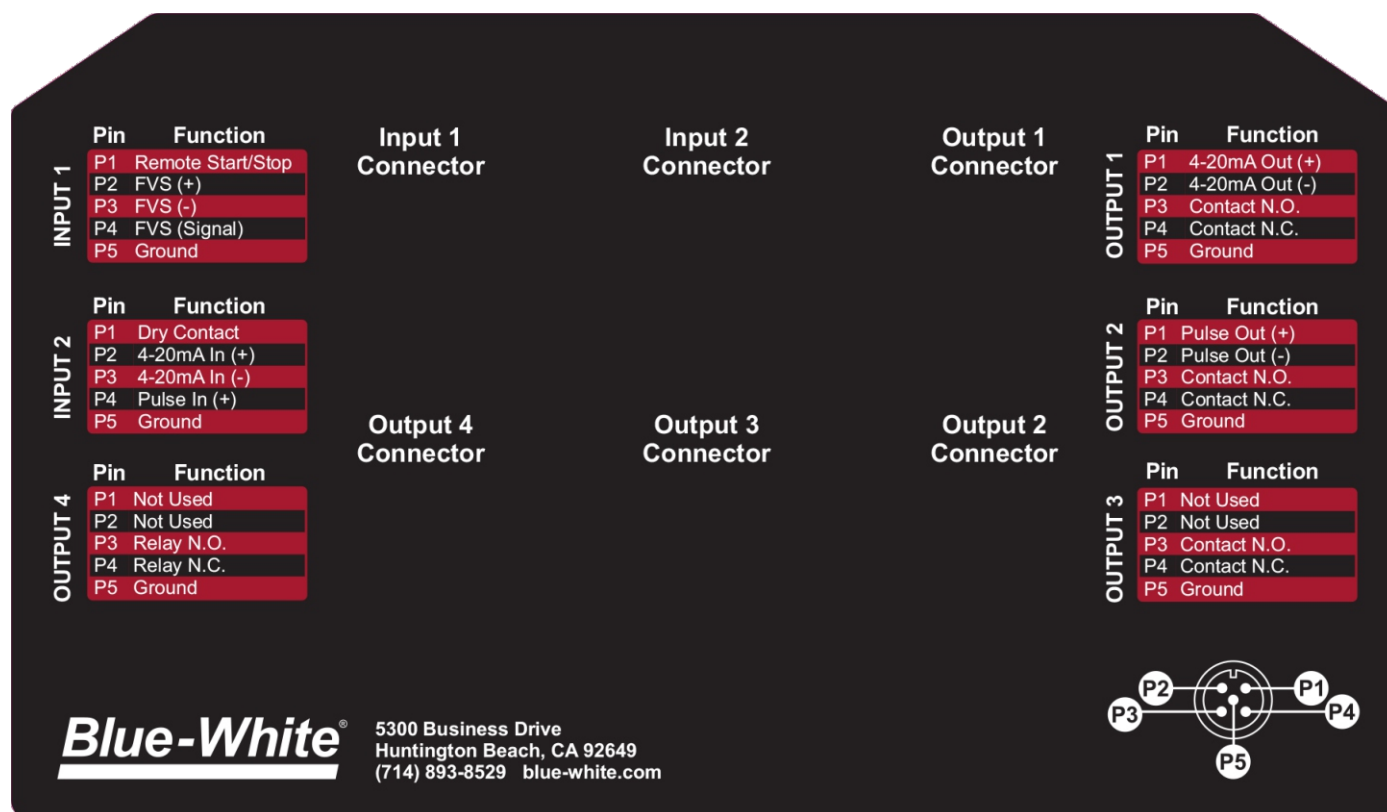 INPUT 1
Pin Function
P1 Remote Start/Stop
P2 FVS (+)
P3 FVS (-)
P4 FVS (Signal)
P5 Ground
INPUT 2
Pin Function
P1 Dry Contact
P2 4-20mA In (+)
P3 4-20mA In (-)
P4 Pulse In (+)
P5 Ground
OUTPUT 4
Pin Function
P1 Not Used
P2 Not Used
P3 Relay N.O.
P4 Relay N.C.
P5 Ground
Input 1
Connector
Input 2
Connector
Output 1
Connector
Output 4
Connector
Output 3
Connector
Output 2
Connector
OUTPUT 1
Pin Function
P1 4-20mA Out (+)
P2 4-20mA Out (-)
P3 Contact N.O.
P4 Contact N.C.
P5 Ground
OUTPUT 2
Pin Function
P1 Pulse Out (+)
P2 Pulse Out (-)
P3 Contact N.O.
P4 Contact N.C.
P5 Ground
OUTPUT 3
Pin Function
P1 Not Used
P2 Not Used
P3 Contact N.O.
P4 Contact N.C.
P5 Ground
P2 P1
P3 P4
P5
Blue-White®
5300 Business Drive
Huntington Beach, CA 92649
(714) 893-8529 blue-white.com